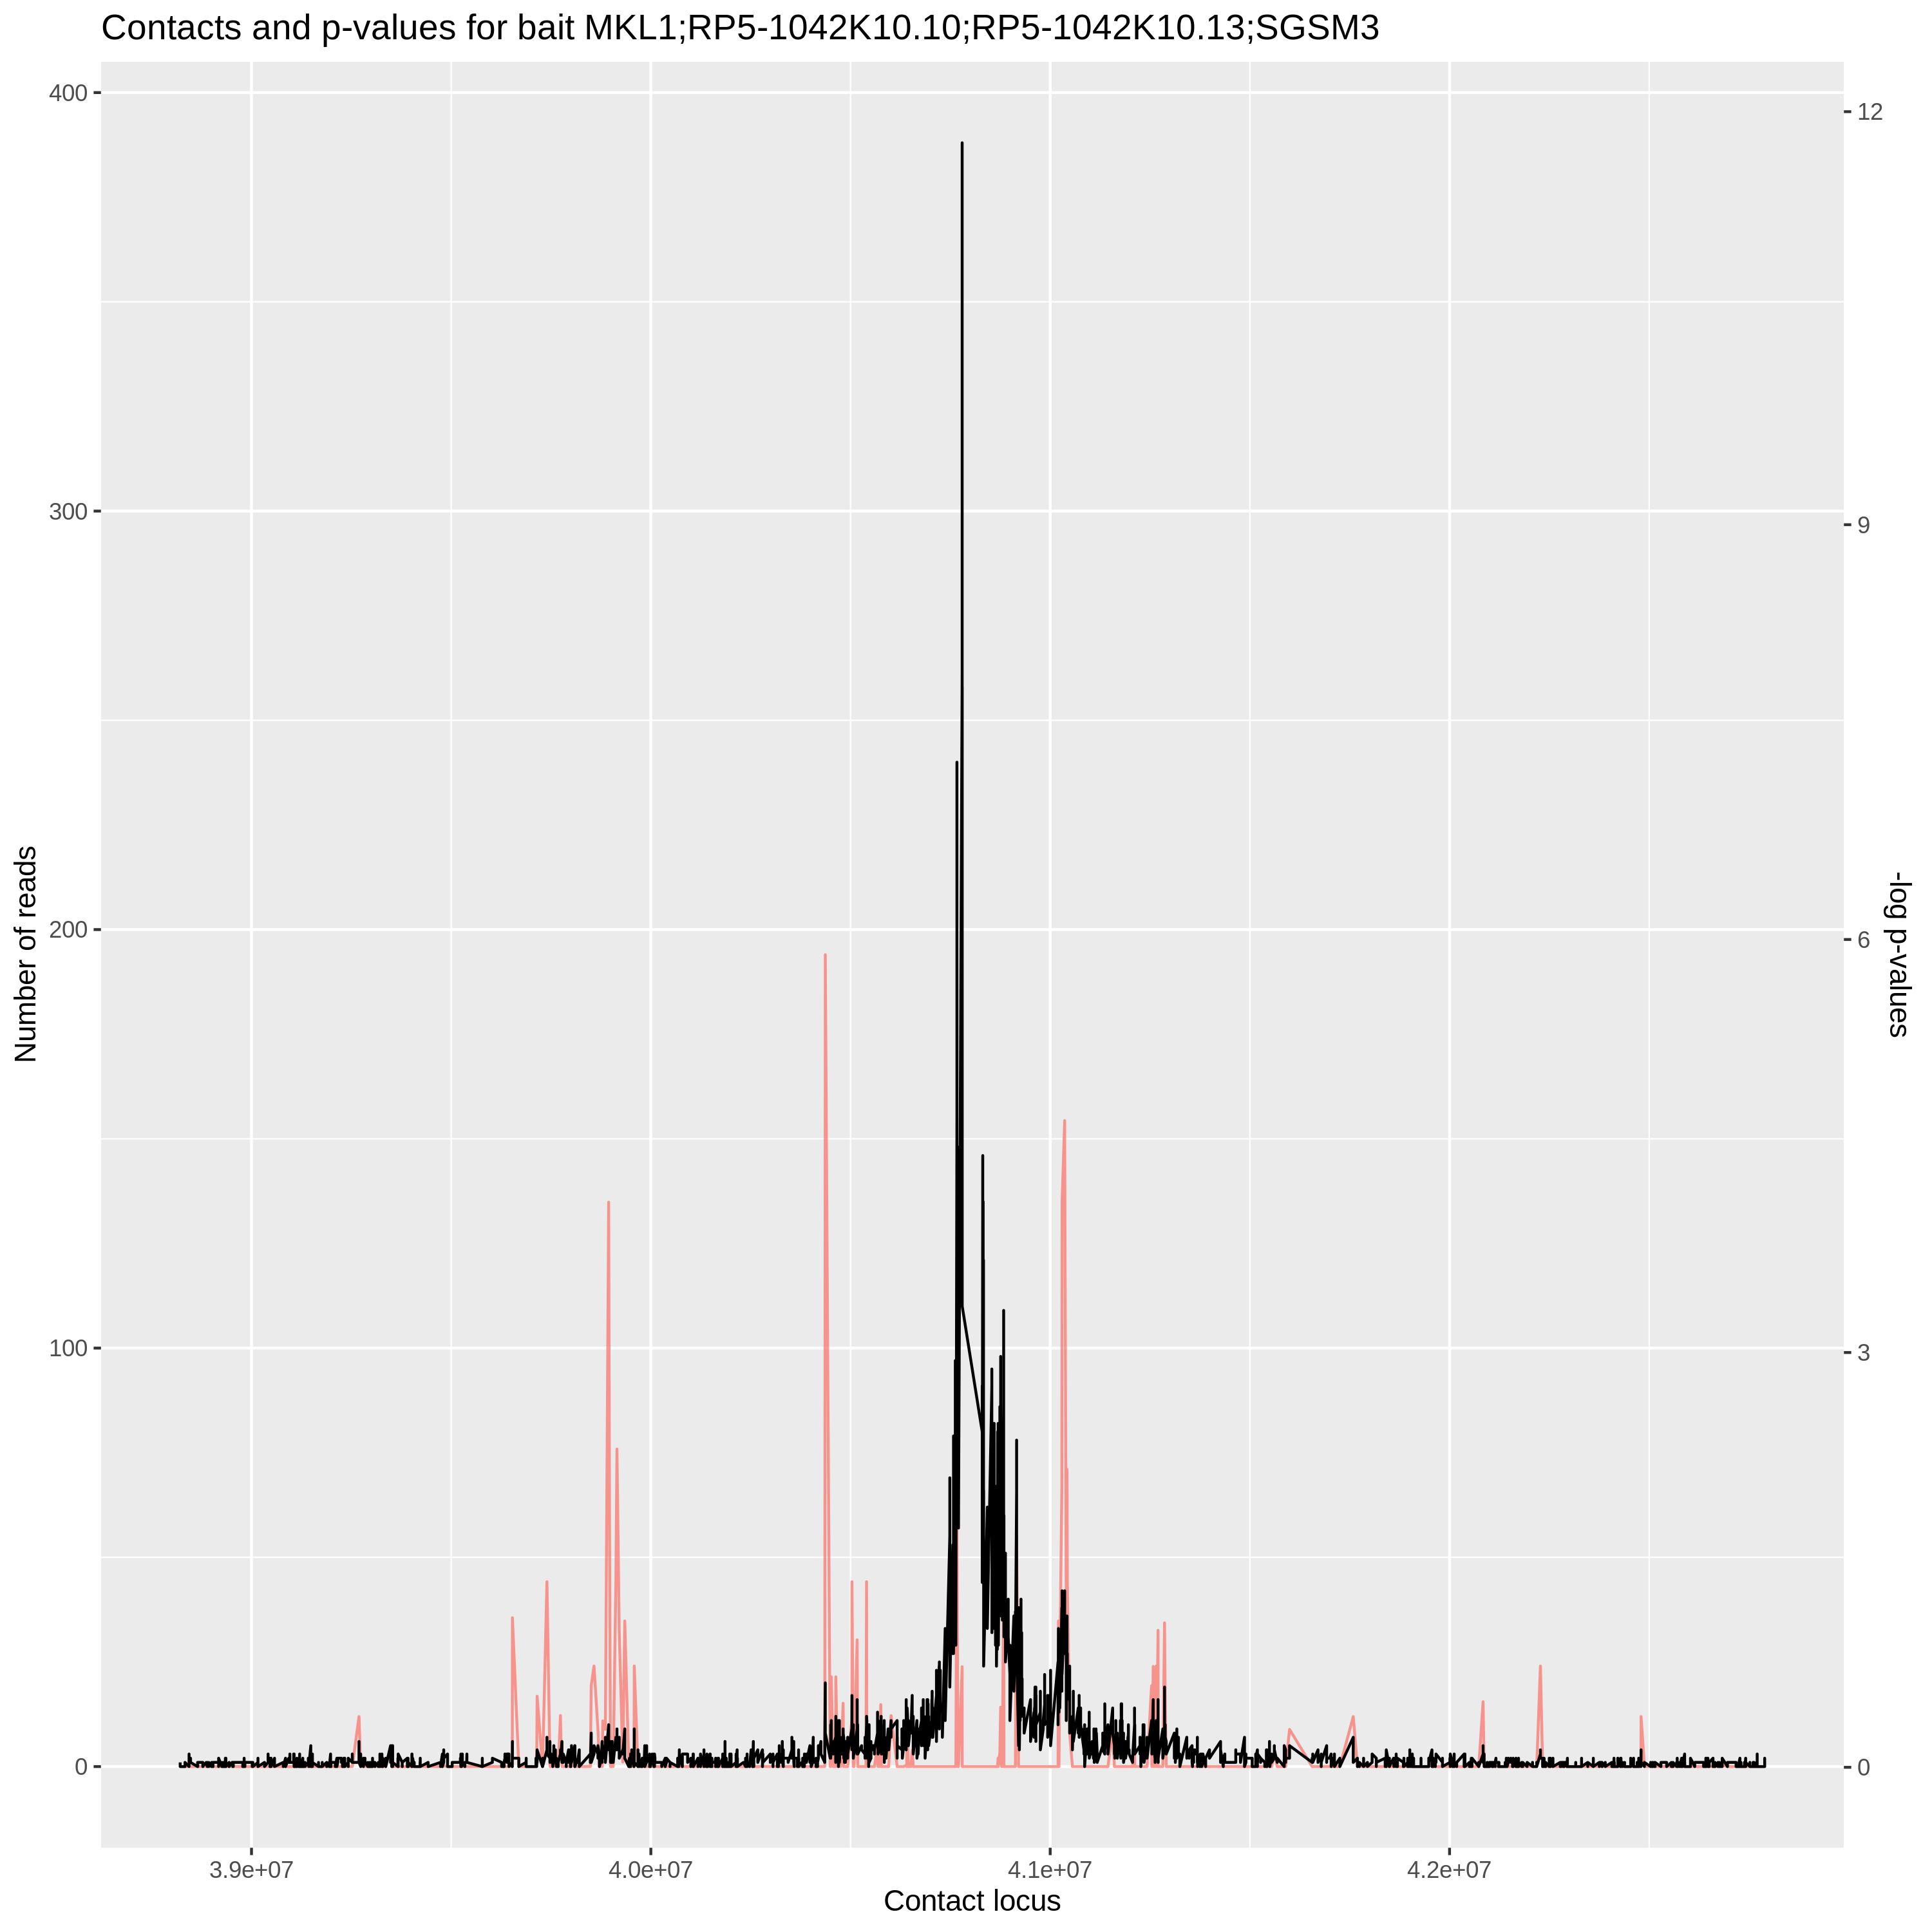 Contacts and p-values for bait MKL1;RP5-1042K10.10;RP5-1042K10.13;SGSM3
400
300
200
100
0
Number of reads
12
9
6
3
0
-log p-values
3.9e+07
4.0e+07
4.1e+07
4.2e+07
Contact locus